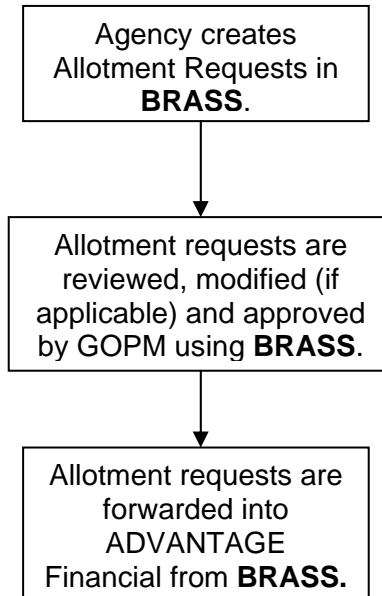 Agency creates
Allotment Requests in
BRASS.
Allotment requests are
reviewed, modified (if
applicable) and approved
by GOPM using BRASS.
Allotment requests are
forwarded into
ADVANTAGE
Financial from BRASS.